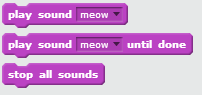 play sound meow
play sound meow until done
stop all sounds